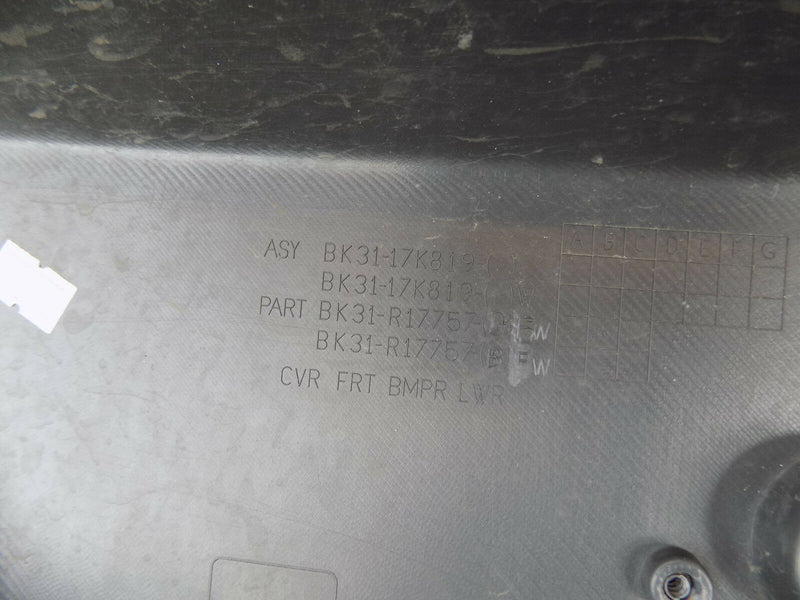 ASY BK31-17K819-
BK31-17K819-
PART BK31-R17757-
BK31-R17757-
CVR FRT BMPR LWR
A B C D E F G